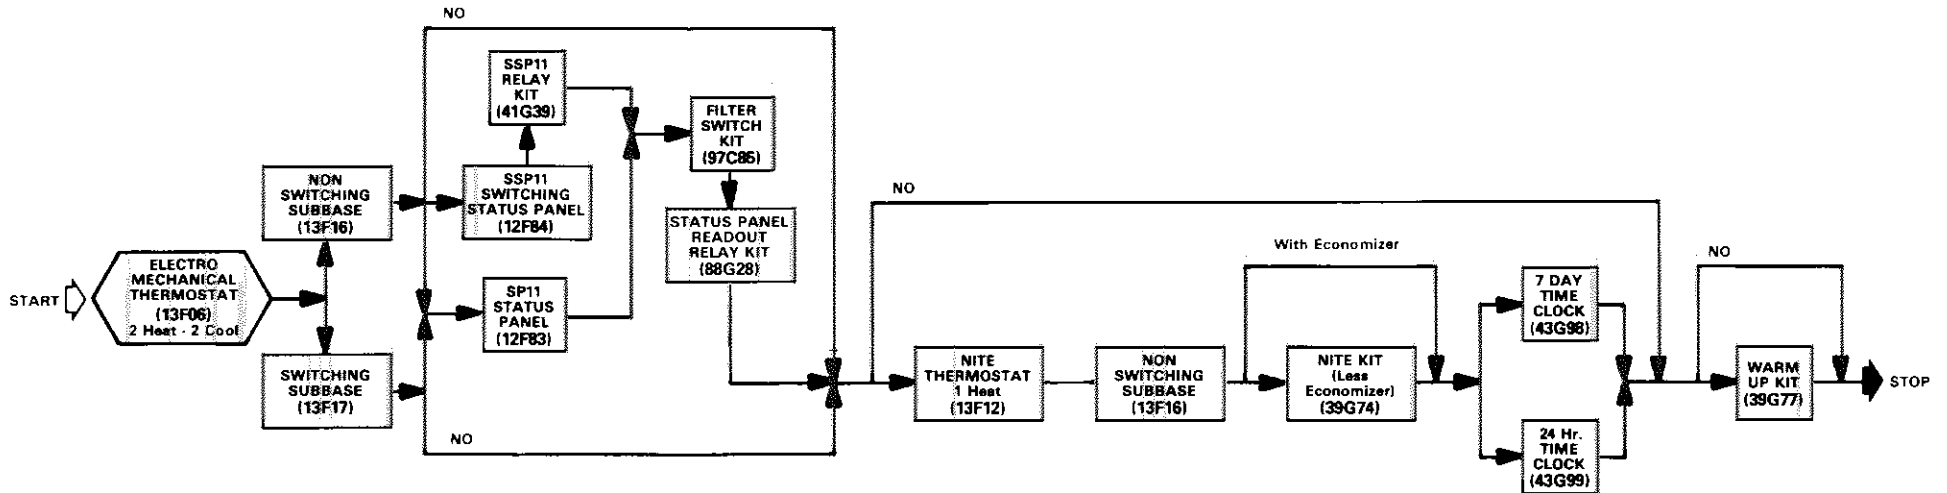 START
ELECTRO
MECHANICAL
THERMOSTAT
(13F06)
2 Heat - 2 Cool
NON
SWITCHING
SUBBASE
(13F16)
SWITCHING
SUBBASE
(13F17)
NO
SSP11
RELAY
KIT
(41G39)
SSP11
SWITCHING
STATUS PANEL
(12F84)
SP11
STATUS
PANEL
(12F83)
NO
FILTER
SWITCH
KIT
(97C85)
STATUS PANEL
READOUT
RELAY KIT
(88G28)
NO
NITE
THERMOSTAT
1 Heat
(13F12)
NON
SWITCHING
SUBBASE
(13F16)
With Economizer
NITE KIT
(Less
Economizer)
(39G74)
7 DAY
TIME
CLOCK
(43G98)
24 Hr.
TIME
CLOCK
(43G99)
NO
WARM
UP KIT
(39G77)
STOP